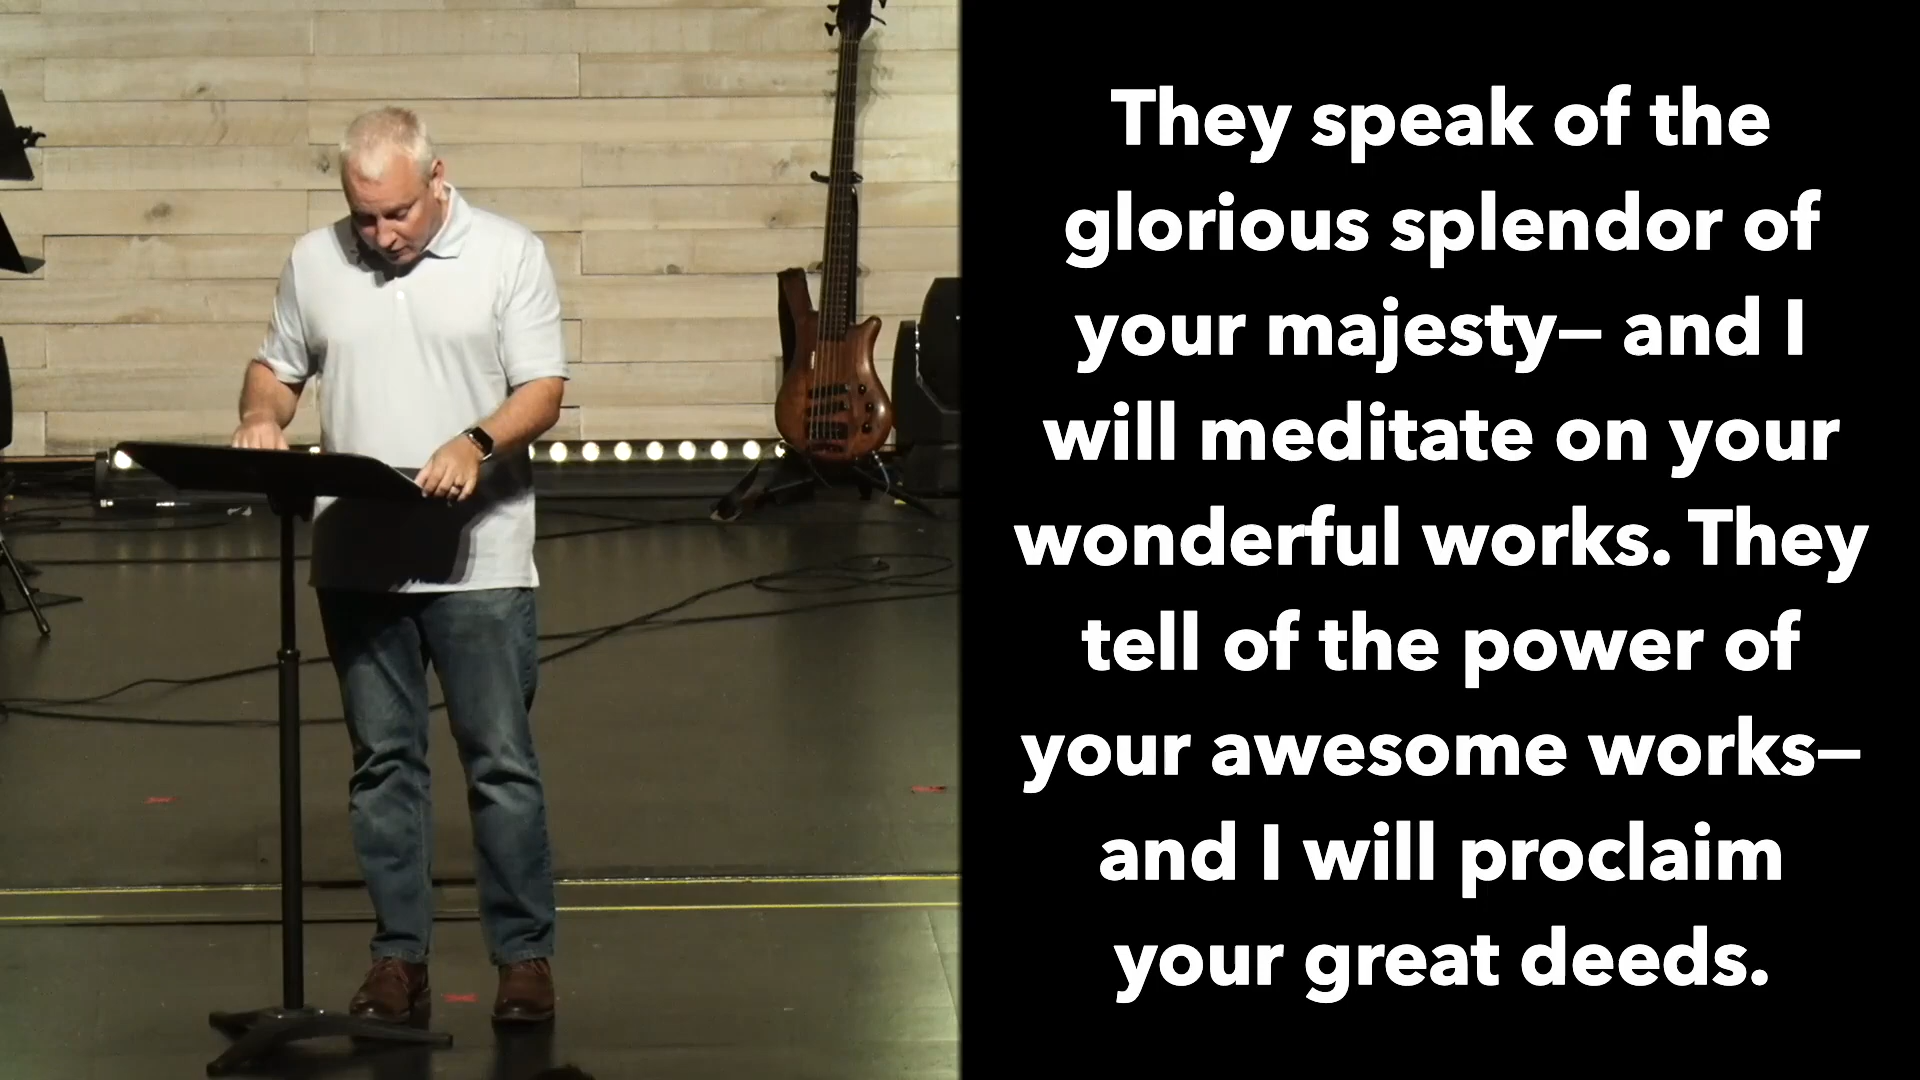 They speak of the
glorious splendor of
your majesty— and I
will meditate on your
wonderful works. They
tell of the power of
your awesome works—
and I will proclaim
your great deeds.